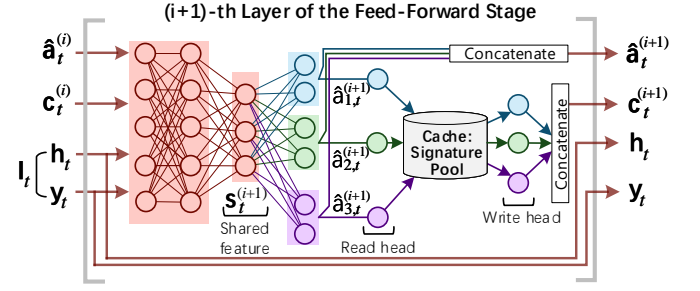 (i+1)-th Layer of the Feed-Forward Stage
â_t^(i)
c_t^(i)
I_t
h_t
y_t
s_t^(i+1)
Shared
feature
â_1,t^(i+1)
â_2,t^(i+1)
â_3,t^(i+1)
Read head
Cache:
Signature
Pool
Write head
Concatenate
Concatenate
â_t^(i+1)
c_t^(i+1)
h_t
y_t